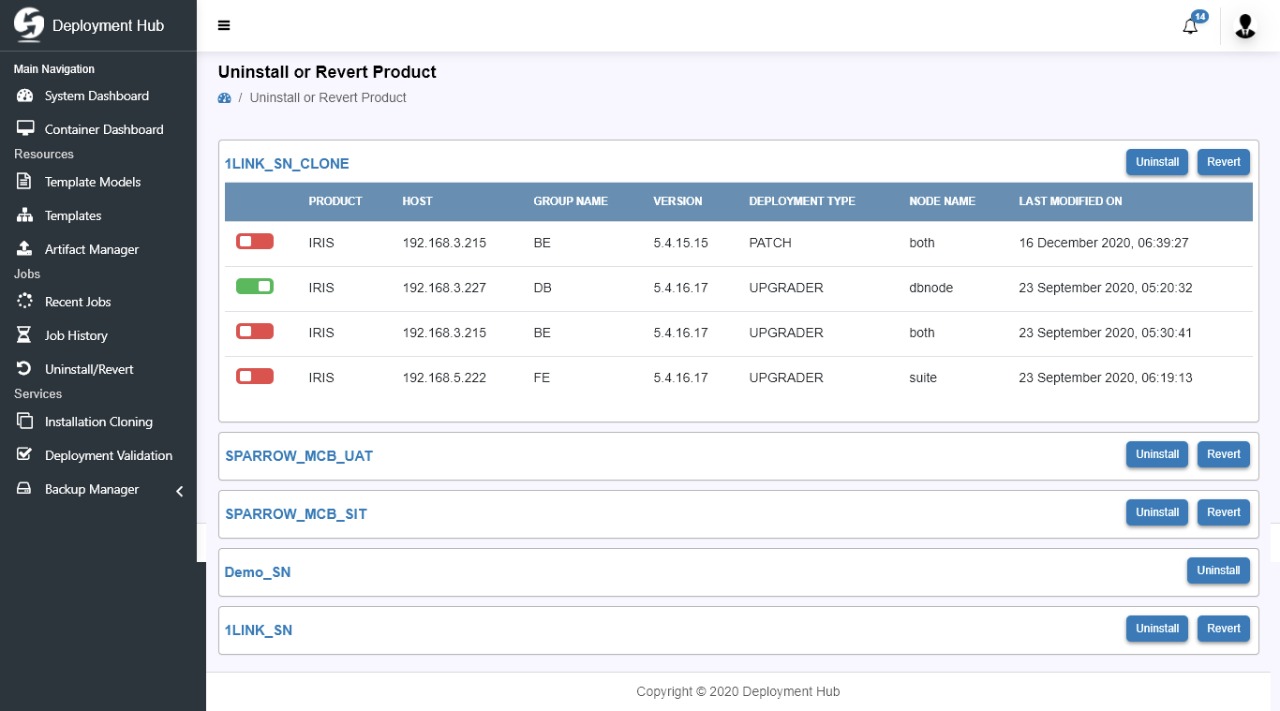 Deployment Hub
14
Main Navigation
System Dashboard
Container Dashboard
Resources
Template Models
Templates
Artifact Manager
Jobs
Recent Jobs
Job History
Uninstall/Revert
Services
Installation Cloning
Deployment Validation
Backup Manager
Uninstall or Revert Product
/ Uninstall or Revert Product
1LINK_SN_CLONE Uninstall Revert
PRODUCT HOST GROUP NAME VERSION DEPLOYMENT TYPE NODE NAME LAST MODIFIED ON
IRIS 192.168.3.215 BE 5.4.15.15 PATCH both 16 December 2020, 06:39:27
IRIS 192.168.3.227 DB 5.4.16.17 UPGRADER dbnode 23 September 2020, 05:20:32
IRIS 192.168.3.215 BE 5.4.16.17 UPGRADER both 23 September 2020, 05:30:41
IRIS 192.168.5.222 FE 5.4.16.17 UPGRADER suite 23 September 2020, 06:19:13
SPARROW_MCB_UAT Uninstall Revert
SPARROW_MCB_SIT Uninstall Revert
Demo_SN Uninstall
1LINK_SN Uninstall Revert
Copyright © 2020 Deployment Hub